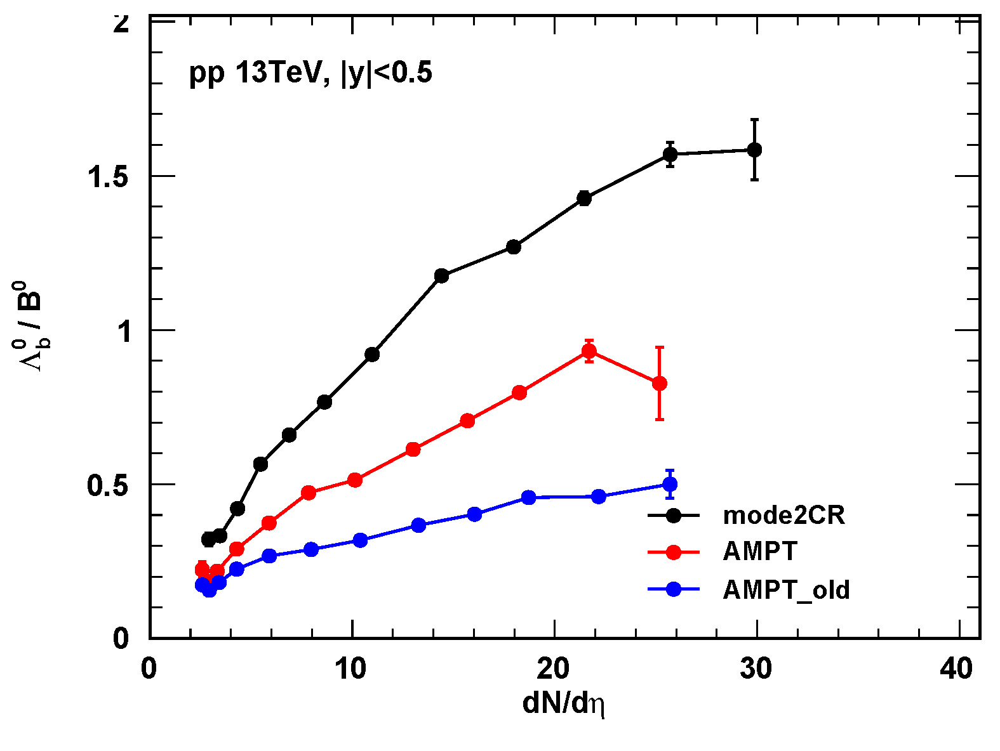 2
pp 13TeV, |y|<0.5
1.5
Λ⁰_b / B⁰
1
0.5
mode2CR
AMPT
AMPT_old
0
0 10 20 30 40
dN/dη